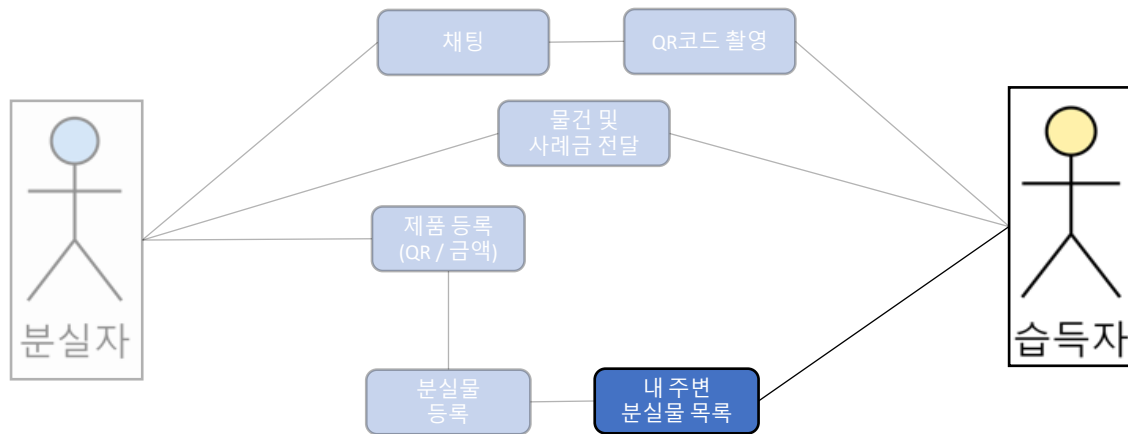 채팅
QR코드 촬영
물건 및
사례금 전달
제품 등록
(QR / 금액)
분실자
습득자
분실물
등록
내 주변
분실물 목록